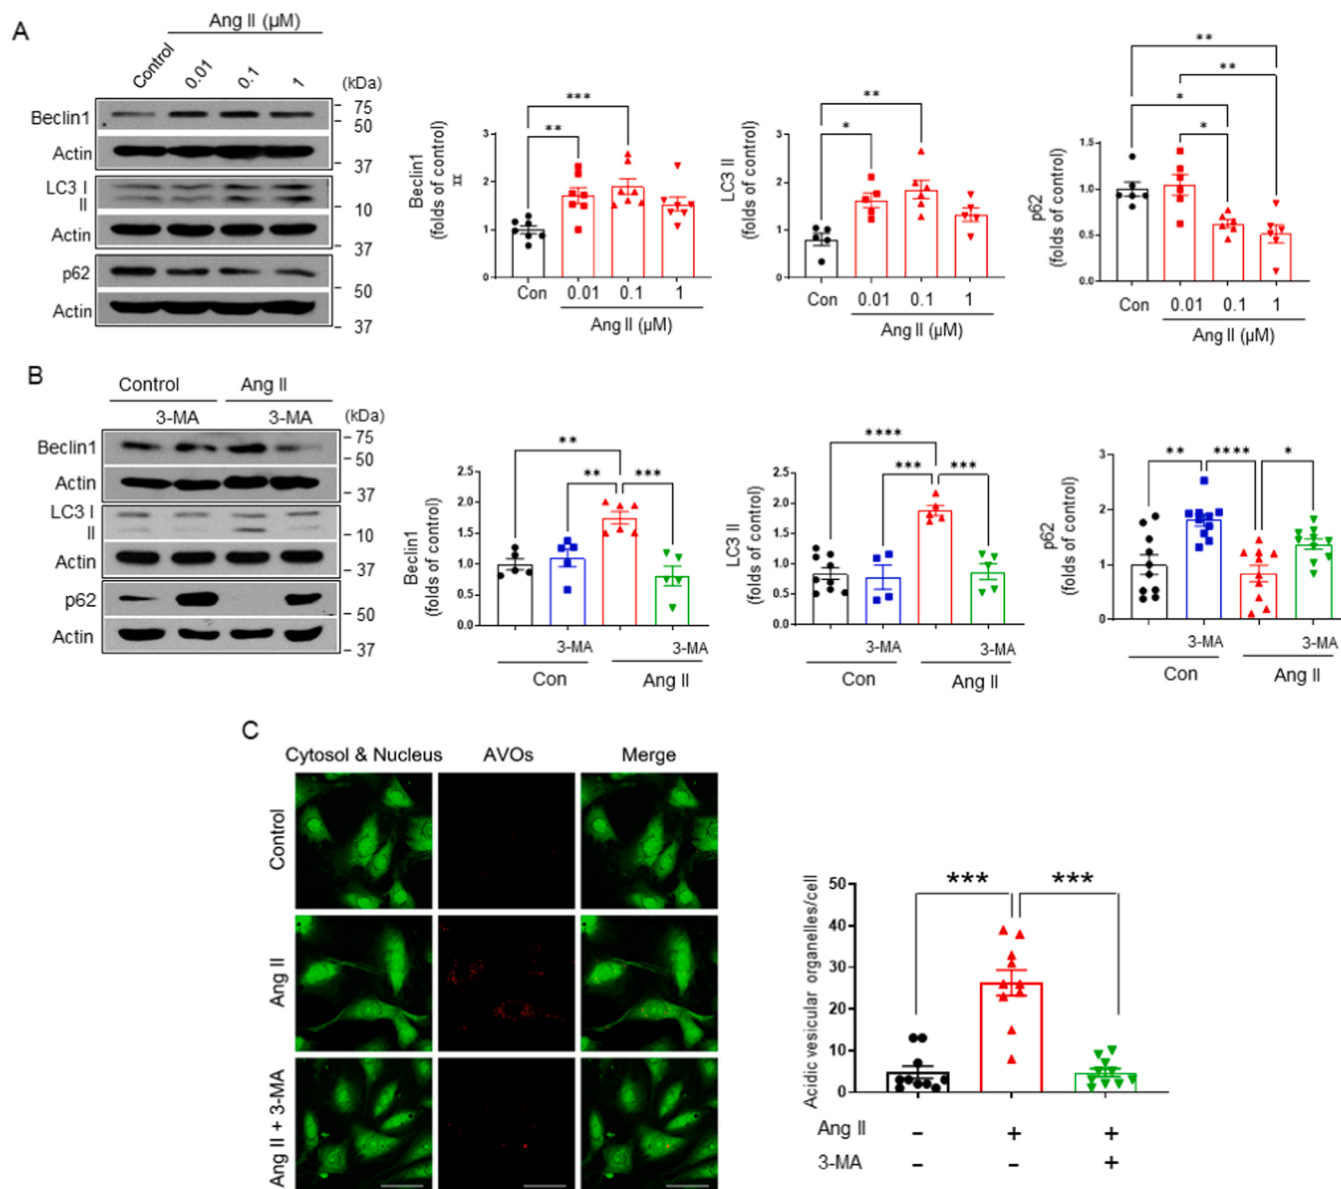 A
Ang II (µM)
Control 0.01 0.1 1 (kDa)
Beclin1
75
50
Actin
37
LC3 I
II
10
Actin
37
p62
50
Actin
37
Beclin1
II
(folds of control)
3
2
1
0
** ***
Con 0.01 0.1 1
Ang II (µM)
LC3 II
(folds of control)
3
2
1
0
* **
Con 0.01 0.1 1
Ang II (µM)
p62
(folds of control)
1.5
1.0
0.5
0
**
**
*
*
Con 0.01 0.1 1
Ang II (µM)
B
Control Ang II
3-MA 3-MA (kDa)
Beclin1
75
50
Actin
37
LC3 I
II
10
Actin
37
p62
50
Actin
37
Beclin1
(folds of control)
2.5
2.0
1.5
1.0
0.5
0.0
**
** ***
- 3-MA - 3-MA
Con Ang II
LC3 II
(folds of control)
2.5
2.0
1.5
1.0
0.5
0.0
****
*** ***
- 3-MA - 3-MA
Con Ang II
p62
(folds of control)
3
2
1
0
** **** *
3-MA 3-MA
Con Ang II
C
Cytosol & Nucleus AVOs Merge
Control
Ang II
Ang II + 3-MA
Acidic vesicular organelles/cell
50
40
30
20
10
0
*** ***
Ang II - + +
3-MA - - +